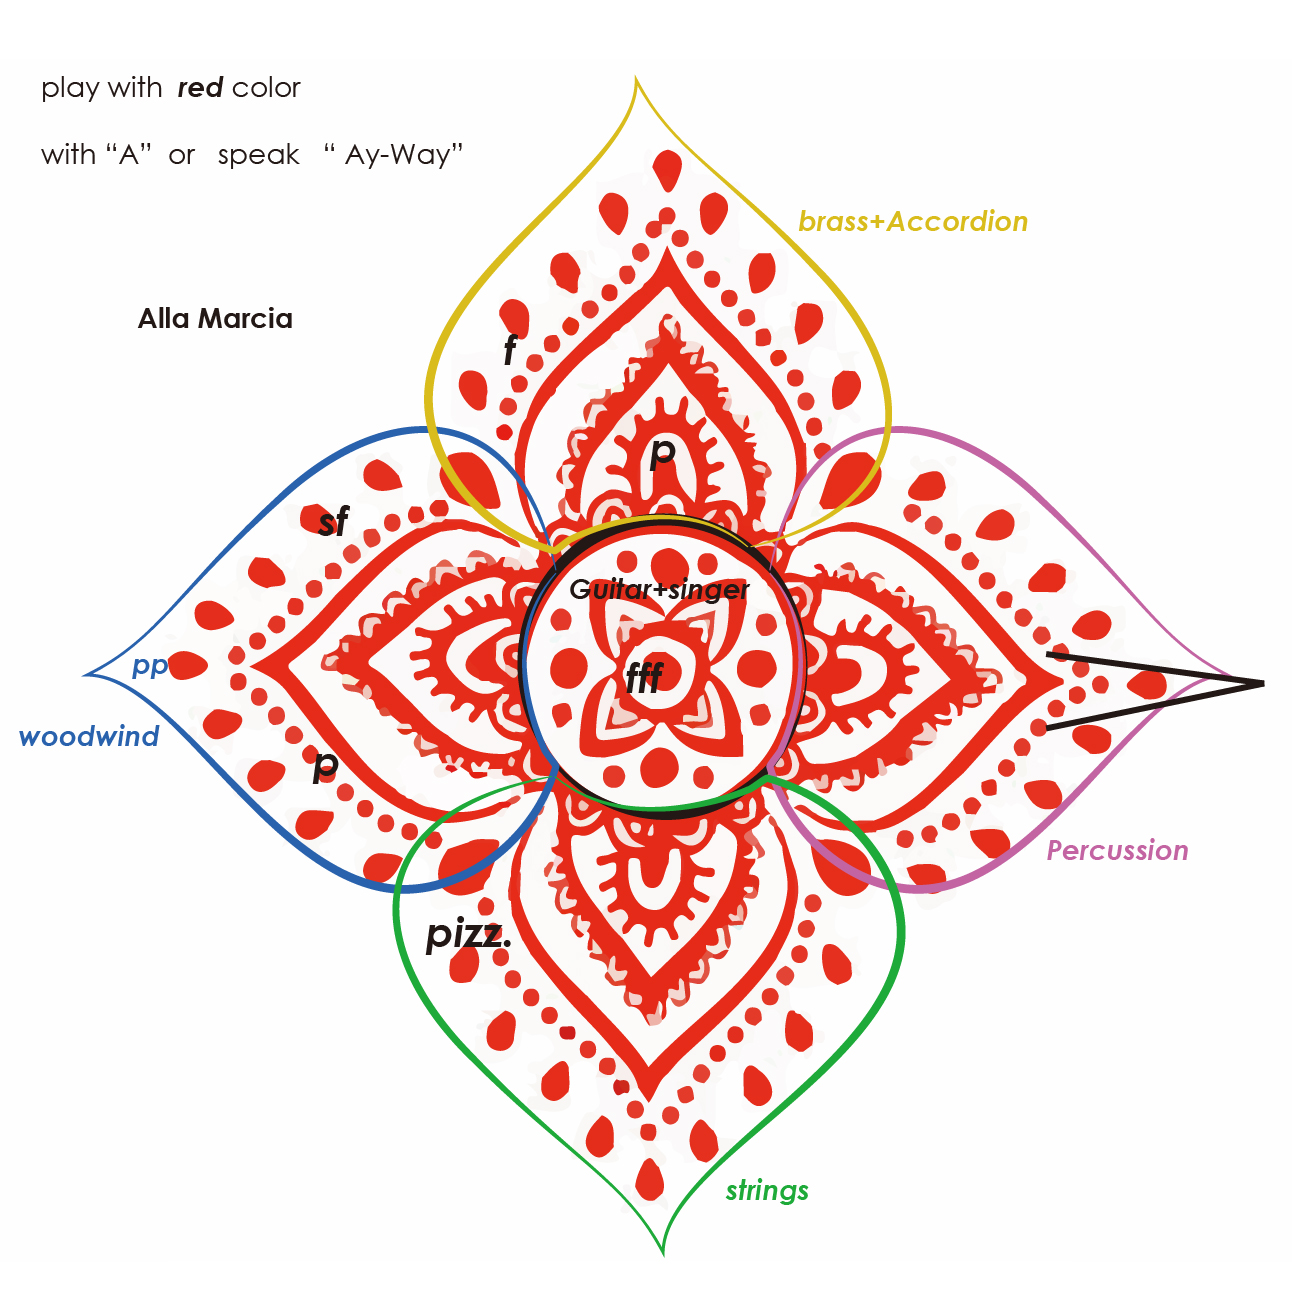 play with red color
with “A” or speak “ Ay-Way”
brass+Accordion
Alla Marcia
f
p
sf
Guitar+singer
pp
fff
woodwind
p
Percussion
pizz.
strings